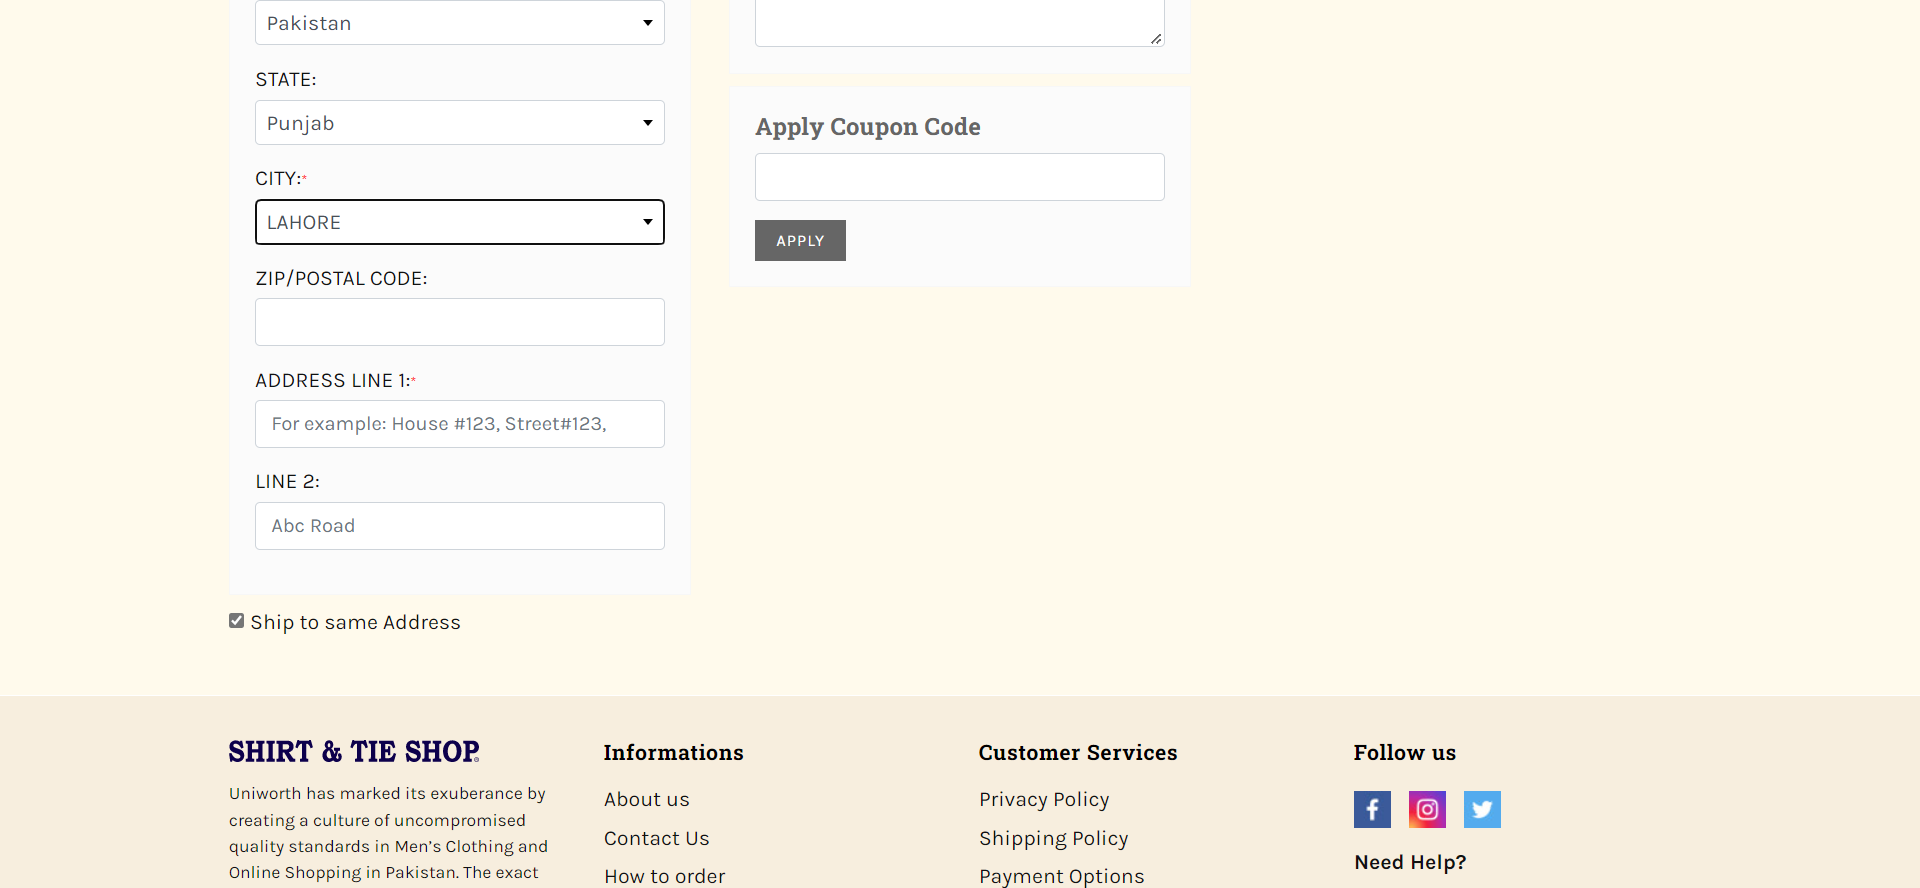 Pakistan
STATE:
Punjab
CITY:*
LAHORE
ZIP/POSTAL CODE:
ADDRESS LINE 1:*
For example: House #123, Street#123,
LINE 2:
Abc Road
Ship to same Address
Apply Coupon Code
APPLY
SHIRT & TIE SHOP
Uniworth has marked its exuberance by
creating a culture of uncompromised
quality standards in Men's Clothing and
Online Shopping in Pakistan. The exact
Informations
About us
Contact Us
How to order
Customer Services
Privacy Policy
Shipping Policy
Payment Options
Follow us
Need Help?